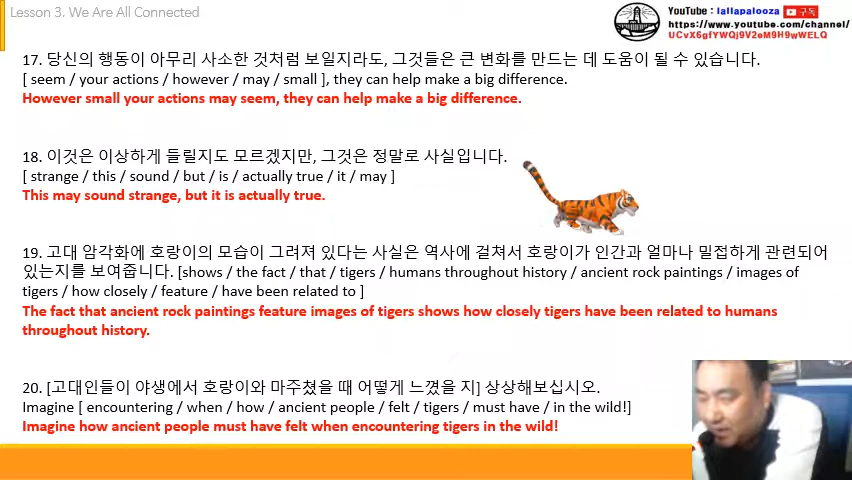 Lesson 3. We Are All Connected
YouTube : lallapalooza 구독
https://www.youtube.com/channel/
UCvX6gfYWQj9V2eM9H9wWELQ
17. 당신의 행동이 아무리 사소한 것처럼 보일지라도, 그것들은 큰 변화를 만드는 데 도움이 될 수 있습니다.
[ seem / your actions / however / may / small ], they can help make a big difference.
However small your actions may seem, they can help make a big difference.
18. 이것은 이상하게 들릴지도 모르겠지만, 그것은 정말로 사실입니다.
[ strange / this / sound / but / is / actually true / it / may ]
This may sound strange, but it is actually true.
19. 고대 암각화에 호랑이의 모습이 그려져 있다는 사실은 역사에 걸쳐서 호랑이가 인간과 얼마나 밀접하게 관련되어
있는지를 보여줍니다. [shows / the fact / that / tigers / humans throughout history / ancient rock paintings / images of
tigers / how closely / feature / have been related to ]
The fact that ancient rock paintings feature images of tigers shows how closely tigers have been related to humans
throughout history.
20. [고대인들이 야생에서 호랑이와 마주쳤을 때 어떻게 느꼈을 지] 상상해보십시오.
Imagine [ encountering / when / how / ancient people / felt / tigers / must have / in the wild!]
Imagine how ancient people must have felt when encountering tigers in the wild!